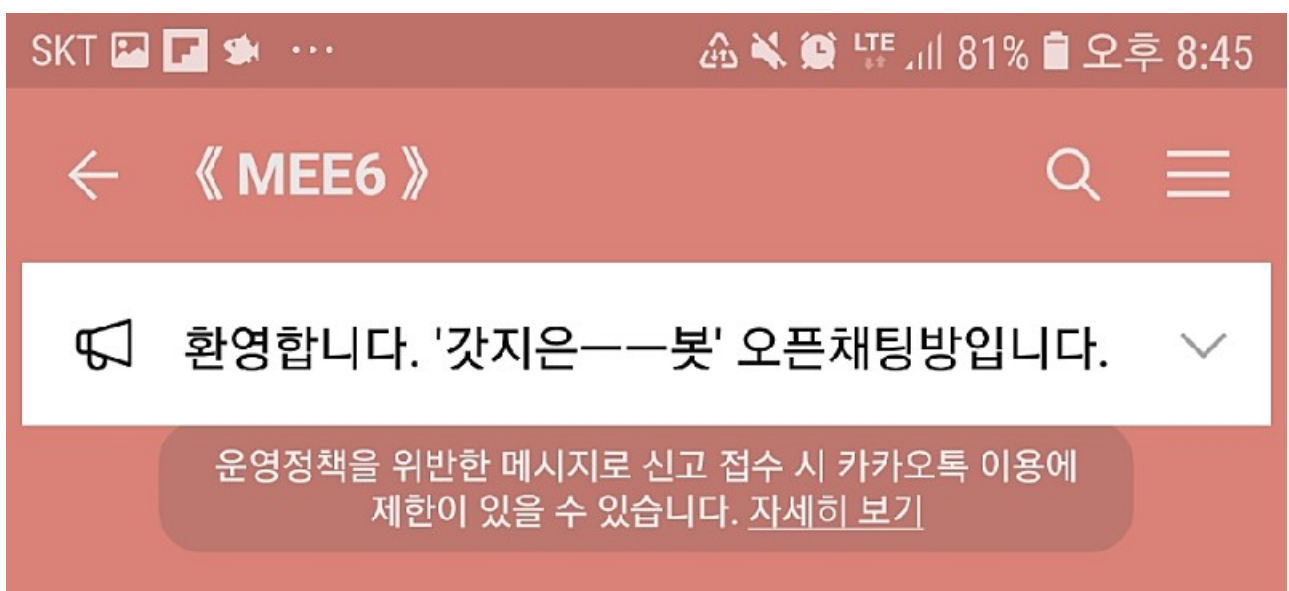 SKT ··· LTE 81% 오후 8:45
《 MEE6 》
환영합니다. '갓지은ㅡㅡ봇' 오픈채팅방입니다.
운영정책을 위반한 메시지로 신고 접수 시 카카오톡 이용에
제한이 있을 수 있습니다. 자세히 보기